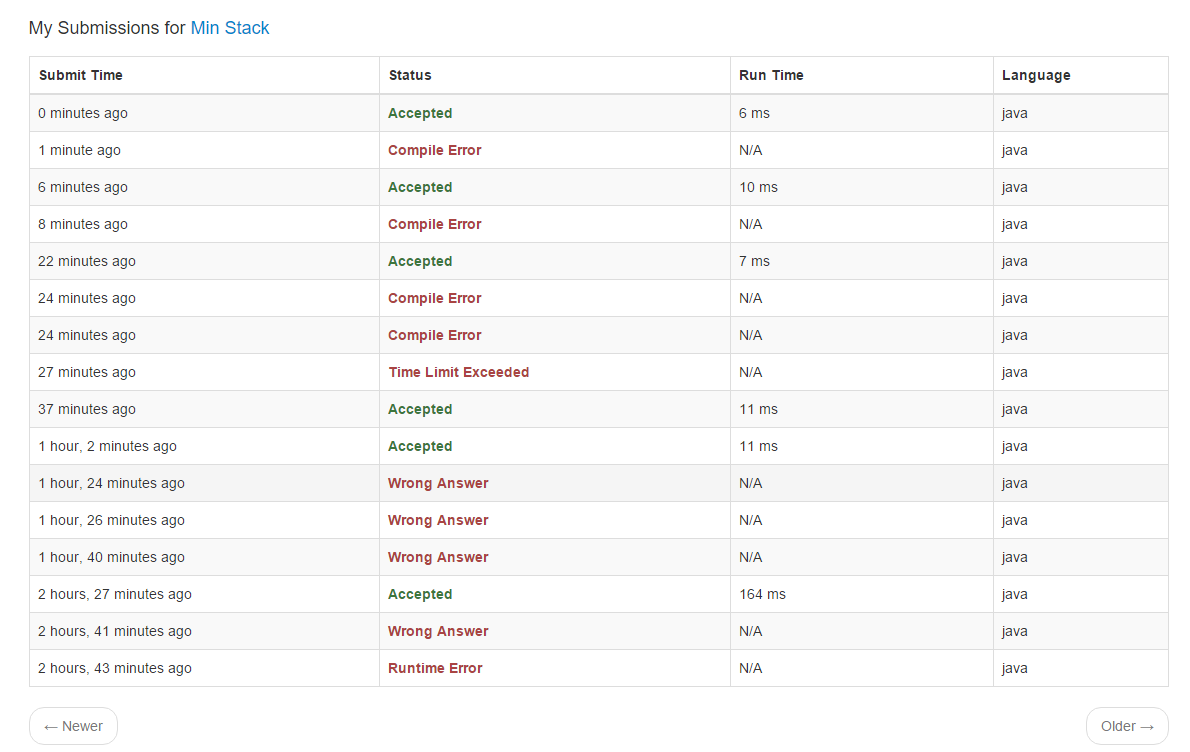 My Submissions for Min Stack
Submit Time Status Run Time Language
0 minutes ago Accepted 6 ms java
1 minute ago Compile Error N/A java
6 minutes ago Accepted 10 ms java
8 minutes ago Compile Error N/A java
22 minutes ago Accepted 7 ms java
24 minutes ago Compile Error N/A java
24 minutes ago Compile Error N/A java
27 minutes ago Time Limit Exceeded N/A java
37 minutes ago Accepted 11 ms java
1 hour, 2 minutes ago Accepted 11 ms java
1 hour, 24 minutes ago Wrong Answer N/A java
1 hour, 26 minutes ago Wrong Answer N/A java
1 hour, 40 minutes ago Wrong Answer N/A java
2 hours, 27 minutes ago Accepted 164 ms java
2 hours, 41 minutes ago Wrong Answer N/A java
2 hours, 43 minutes ago Runtime Error N/A java
← Newer Older →